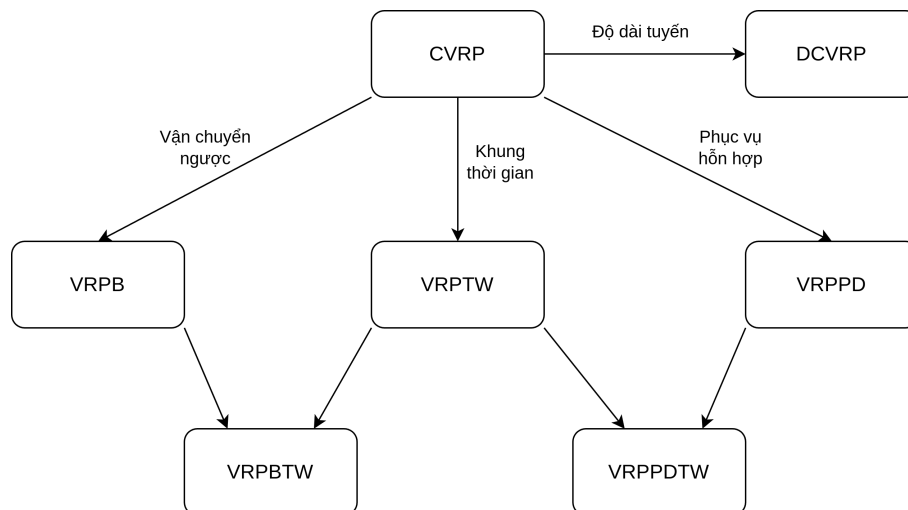 CVRP
Độ dài tuyến
DCVRP
Vận chuyển
ngược
Khung
thời gian
Phục vụ
hỗn hợp
VRPB
VRPTW
VRPPD
VRPBTW
VRPPDTW